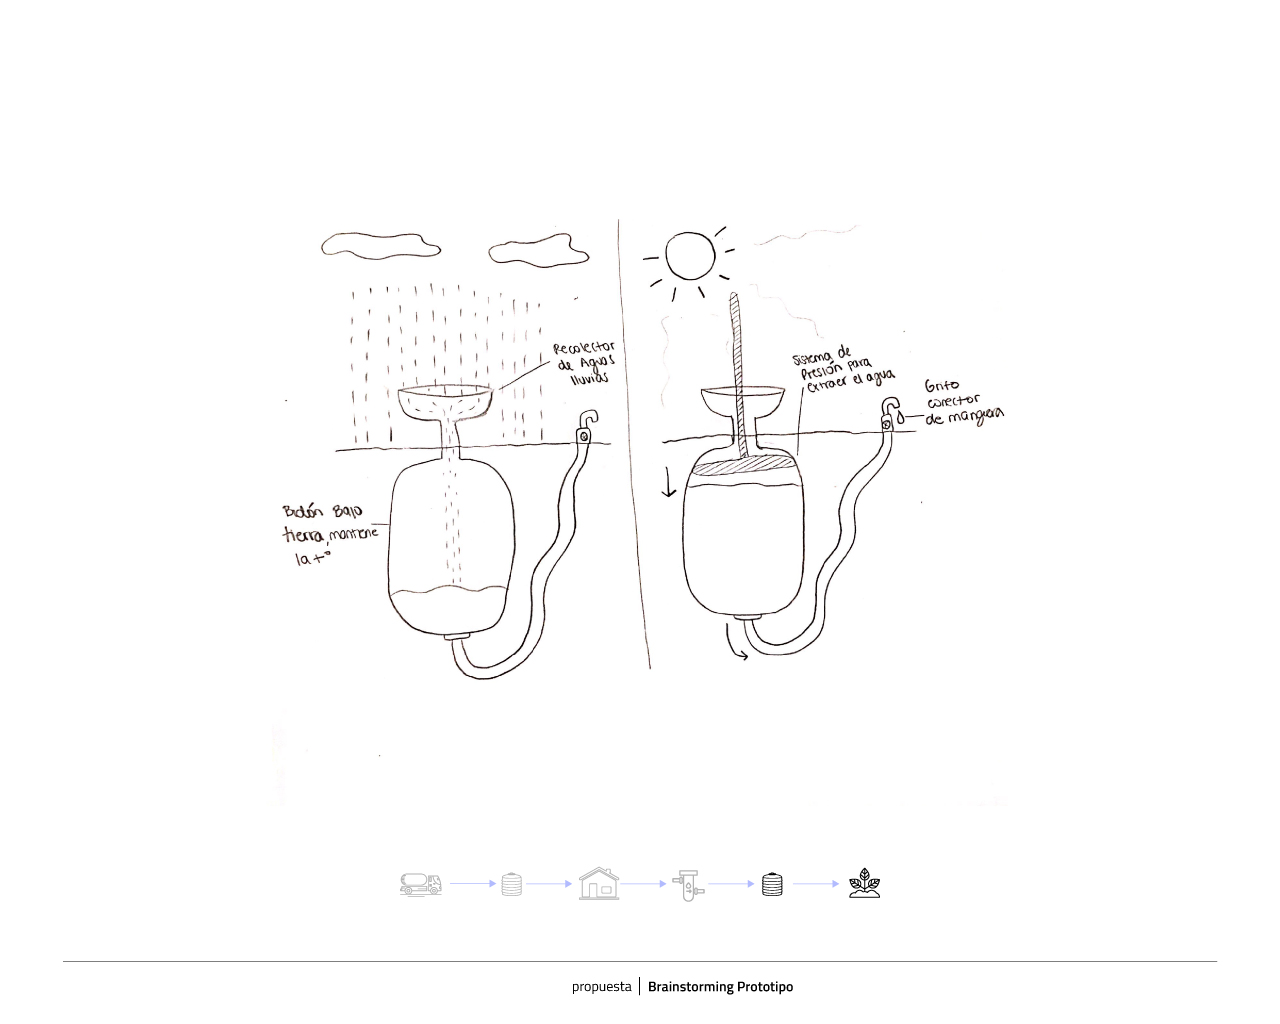 Recolector
de Aguas
lluvias
Bidón Bajo
tierra, mantiene
la t°
Sistema de
Presión para
extraer el agua
Grifo
conector
de manguera
propuesta | Brainstorming Prototipo